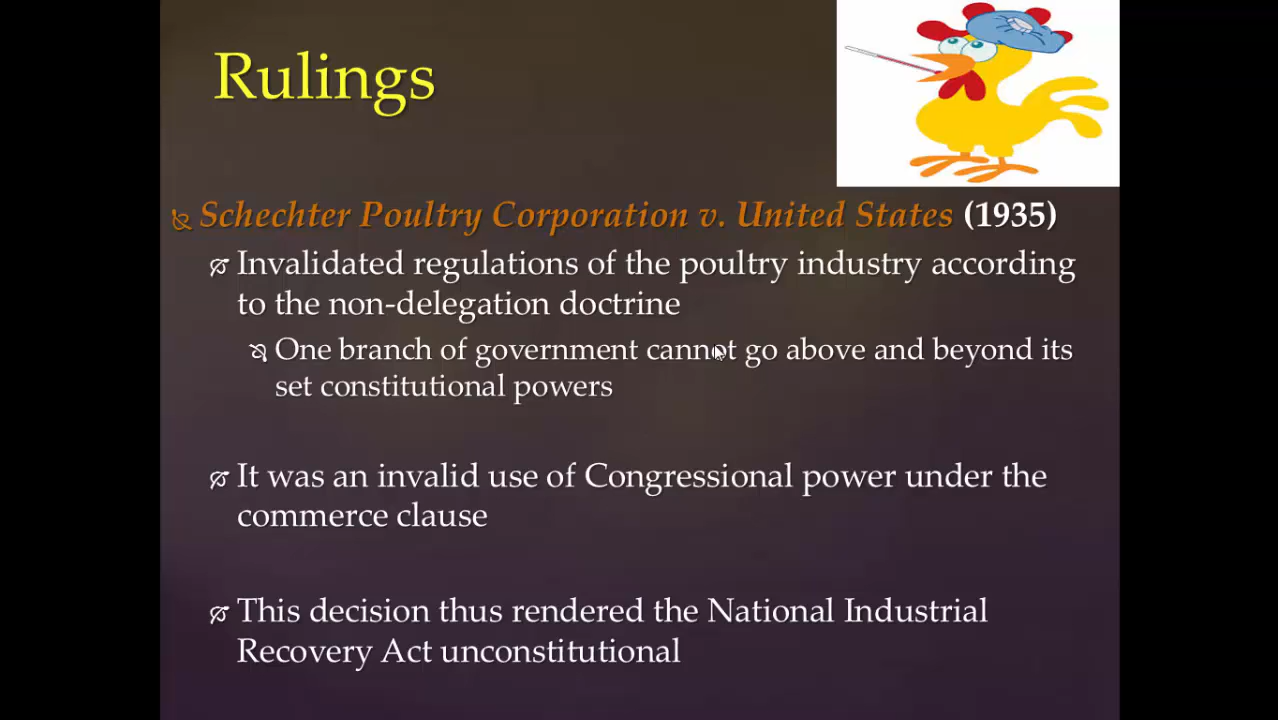 Rulings
Schechter Poultry Corporation v. United States (1935)
Invalidated regulations of the poultry industry according
to the non-delegation doctrine
One branch of government cannot go above and beyond its
set constitutional powers
It was an invalid use of Congressional power under the
commerce clause
This decision thus rendered the National Industrial
Recovery Act unconstitutional